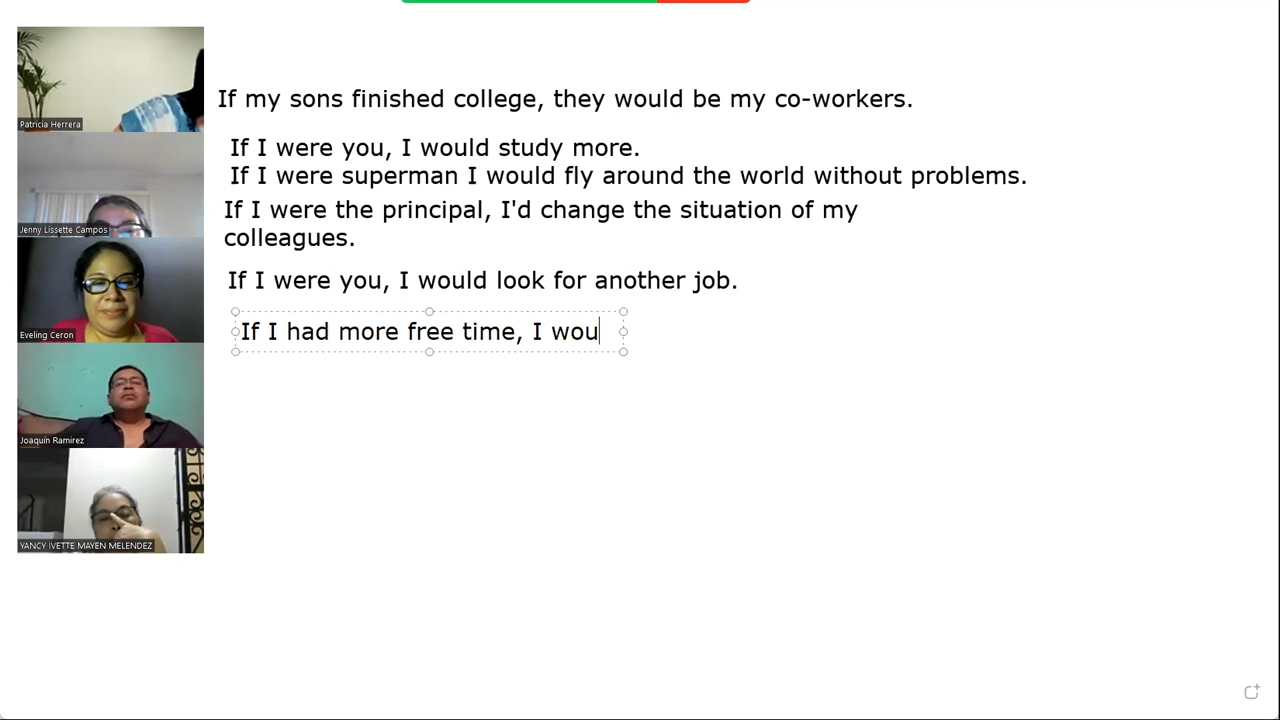 If my sons finished college, they would be my co-workers.
If I were you, I would study more.
If I were superman I would fly around the world without problems.
If I were the principal, I'd change the situation of my
colleagues.
If I were you, I would look for another job.
If I had more free time, I wou
Patricia Herrera
Jenny Lissette Campos
Eveling Ceron
Joaquín Ramirez
YANCY IVETTE MAYEN MELENDEZ